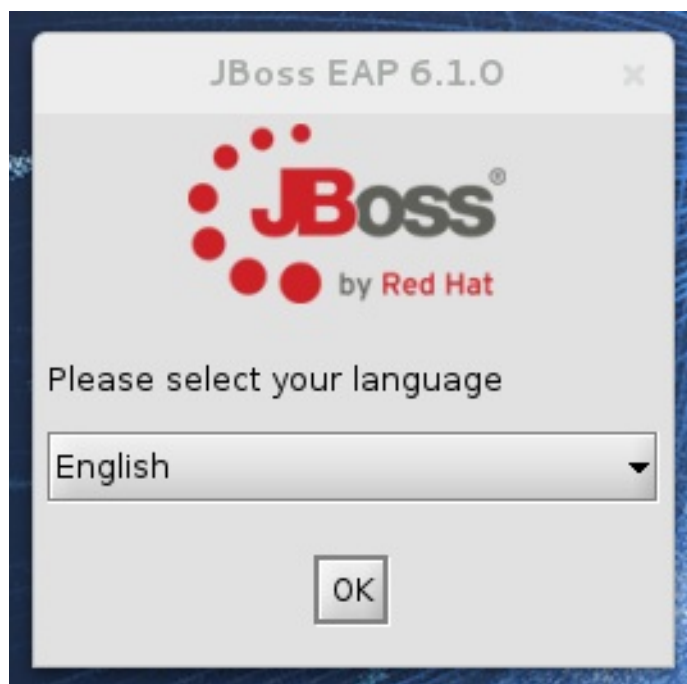 JBoss EAP 6.1.0
JBoss®
by Red Hat
Please select your language
English
OK